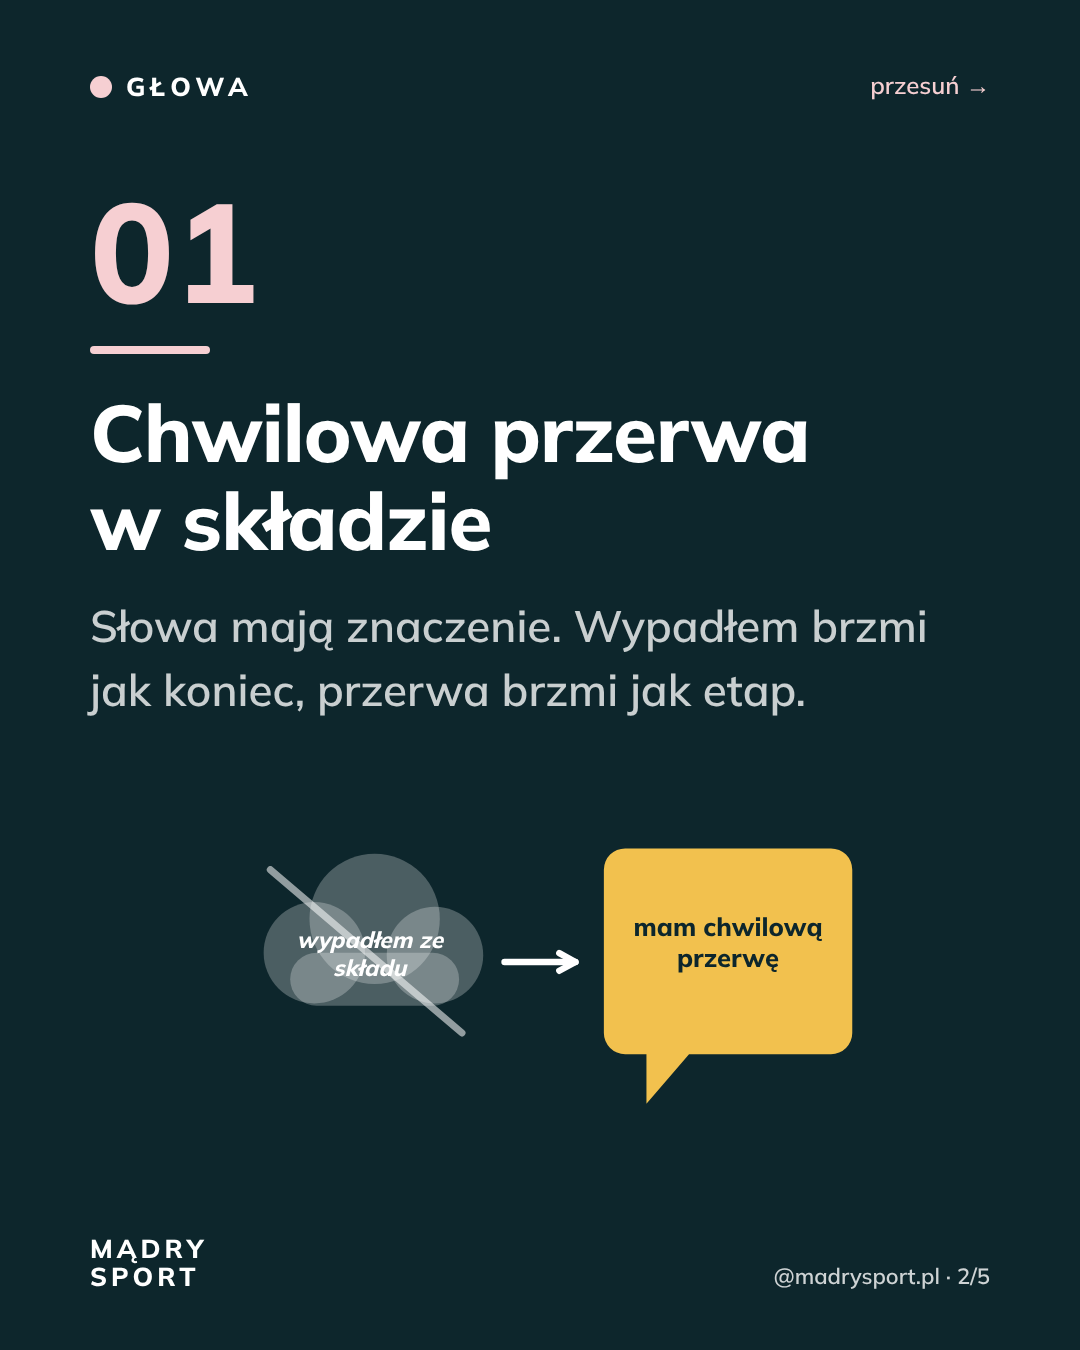 GŁOWA
przesuń →
01
Chwilowa przerwa
w składzie
Słowa mają znaczenie. Wypadłem brzmi
jak koniec, przerwa brzmi jak etap.
wypadłem ze
składu
mam chwilową
przerwę
MĄDRY
SPORT
@madrysport.pl · 2/5